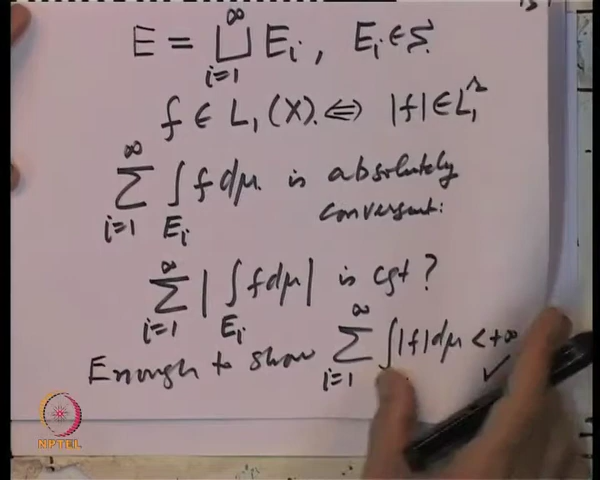 E = ⊔_{i=1}^{∞} E_i , E_i ∈ S.
f ∈ L_1(X). ⇔ |f| ∈ L_1
∑_{i=1}^{∞} ∫_{E_i} f dμ. is absolutely
conversent:
∑_{i=1}^{∞} | ∫_{E_i} f dμ | is cgt ?
Enough to show ∑_{i=1}^{∞} ∫ |f| dμ < +∞
✓
NPTEL